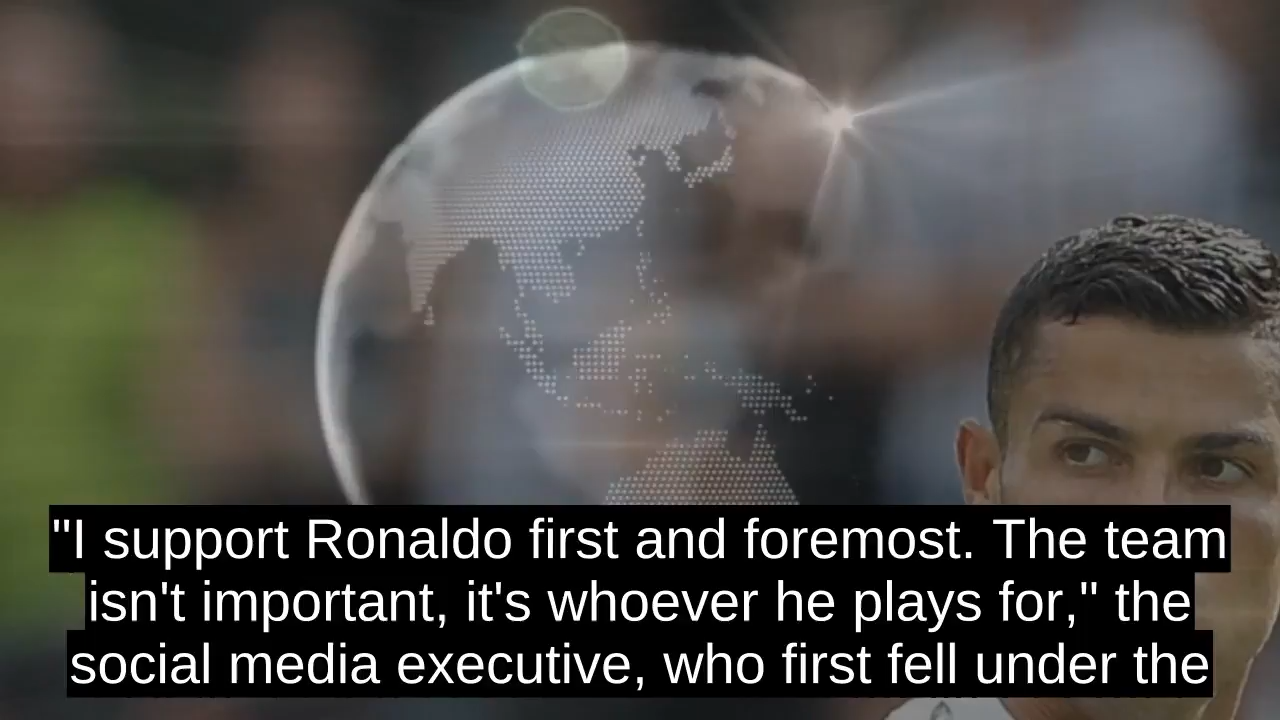 "I support Ronaldo first and foremost. The team
isn't important, it's whoever he plays for," the
social media executive, who first fell under the